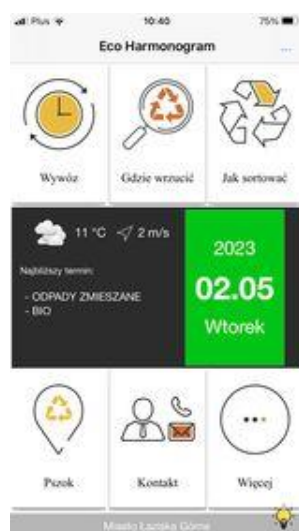 Plus 10:40 75%
Eco Harmonogram ...
Wywóz Gdzie wrzucić Jak sortować
11 °C 2 m/s
Najbliższy termin:
- ODPADY ZMIESZANE
- BIO
2023
02.05
Wtorek
Pszok Kontakt Więcej
Miasto Łaziska Górne